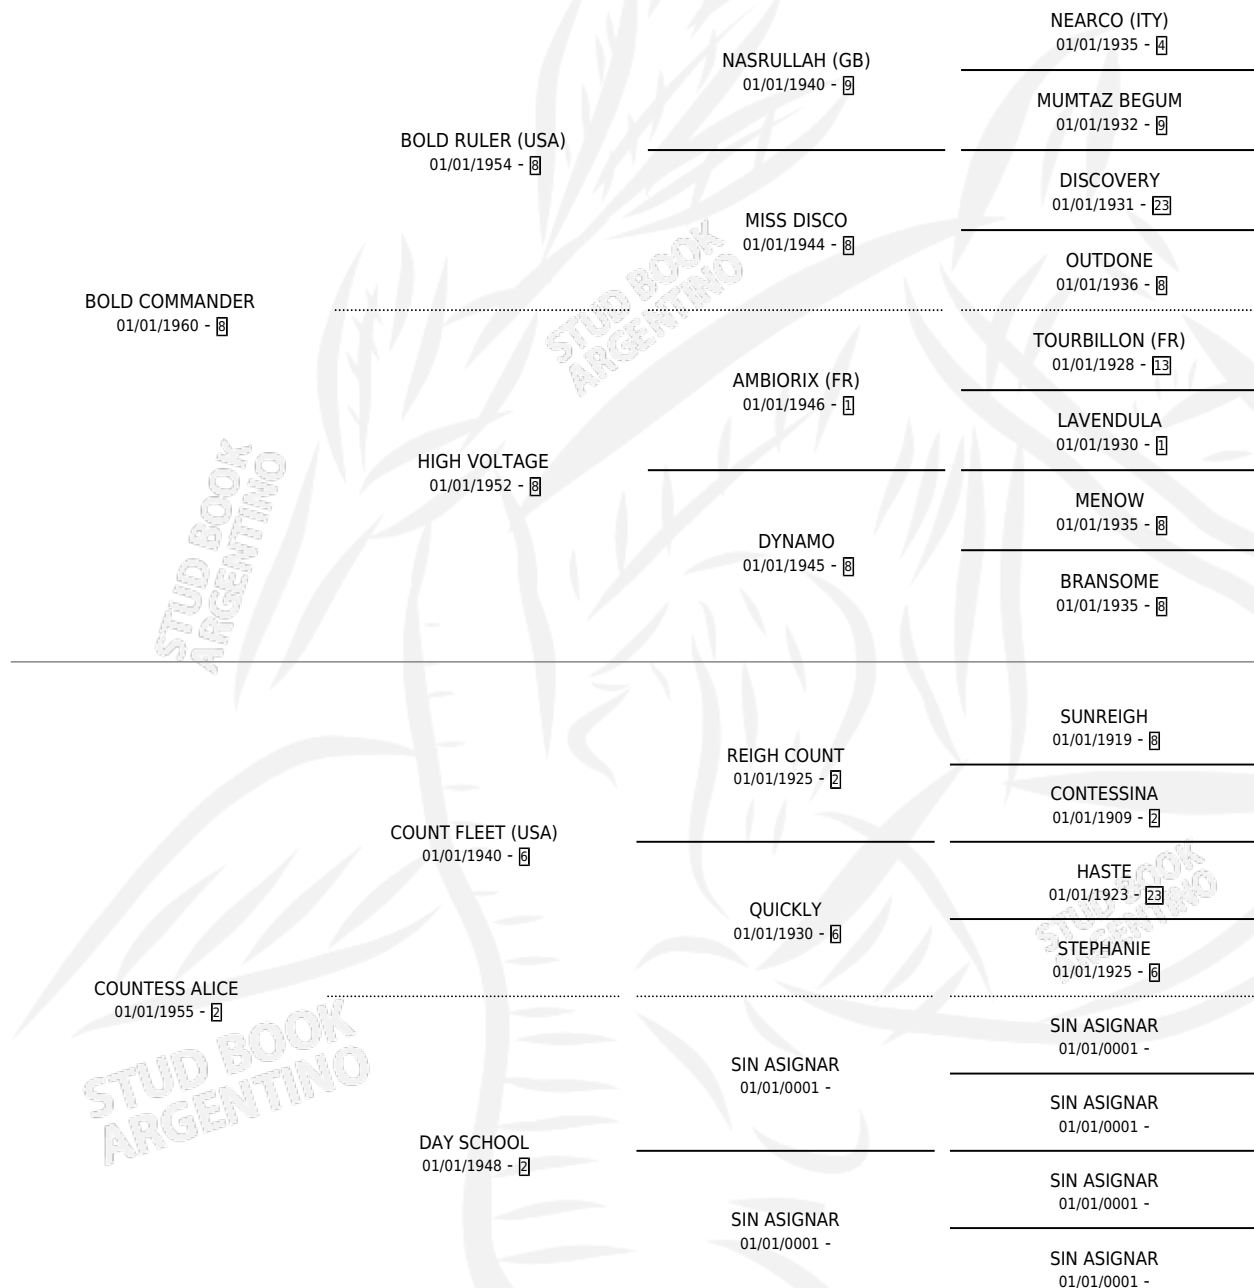 NEARCO (ITY)
01/01/1935 - 4
NASRULLAH (GB)
01/01/1940 - 9
MUMTAZ BEGUM
01/01/1932 - 9
BOLD RULER (USA)
01/01/1954 - 8
DISCOVERY
01/01/1931 - 23
MISS DISCO
01/01/1944 - 8
OUTDONE
01/01/1936 - 8
BOLD COMMANDER
01/01/1960 - 8
TOURBILLON (FR)
01/01/1928 - 13
AMBIORIX (FR)
01/01/1946 - 1
LAVENDULA
01/01/1930 - 1
HIGH VOLTAGE
01/01/1952 - 8
MENOW
01/01/1935 - 8
DYNAMO
01/01/1945 - 8
BRANSOME
01/01/1935 - 8
STUD BOOK
ARGENTINO
STUD BOOK
ARGENTINO
SUNREIGH
01/01/1919 - 8
REIGH COUNT
01/01/1925 - 2
CONTESSINA
01/01/1909 - 2
COUNT FLEET (USA)
01/01/1940 - 6
HASTE
01/01/1923 - 23
QUICKLY
01/01/1930 - 6
STEPHANIE
01/01/1925 - 6
STUD BOOK
ARGENTINO
COUNTESS ALICE
01/01/1955 - 2
SIN ASIGNAR
01/01/0001 -
SIN ASIGNAR
01/01/0001 -
SIN ASIGNAR
01/01/0001 -
DAY SCHOOL
01/01/1948 - 2
SIN ASIGNAR
01/01/0001 -
SIN ASIGNAR
01/01/0001 -
SIN ASIGNAR
01/01/0001 -
STUD BOOK
ARGENTINO